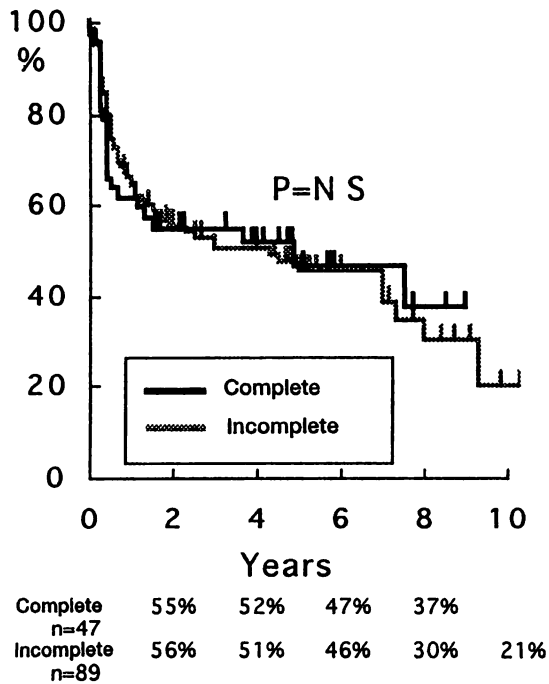 100
%
80
P=N S
60
40
Complete
20
Incomplete
0
0 2 4 6 8 10
Years
Complete 55% 52% 47% 37%
n=47
Incomplete 56% 51% 46% 30% 21%
n=89